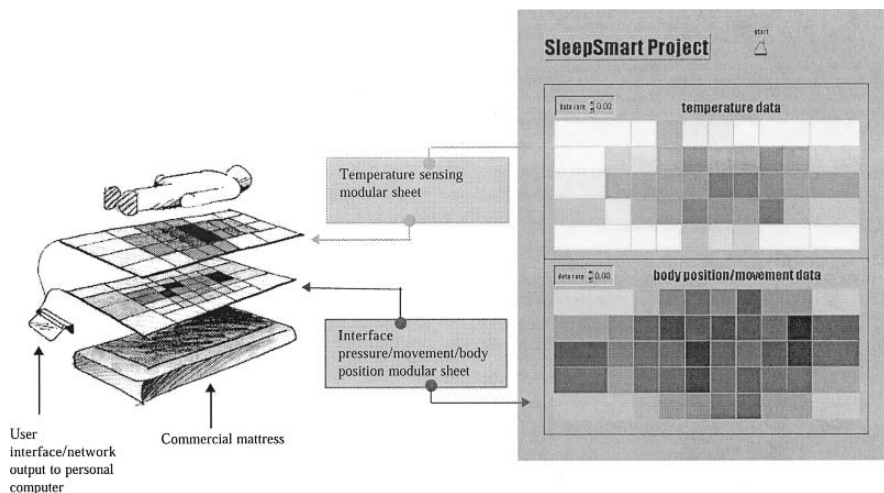 SleepSmart Project
start
data rate 0.00
temperature data
Temperature sensing
modular sheet
data rate 0.00
body position/movement data
Interface
pressure/movement/body
position modular sheet
User
interface/network
output to personal
computer
Commercial mattress